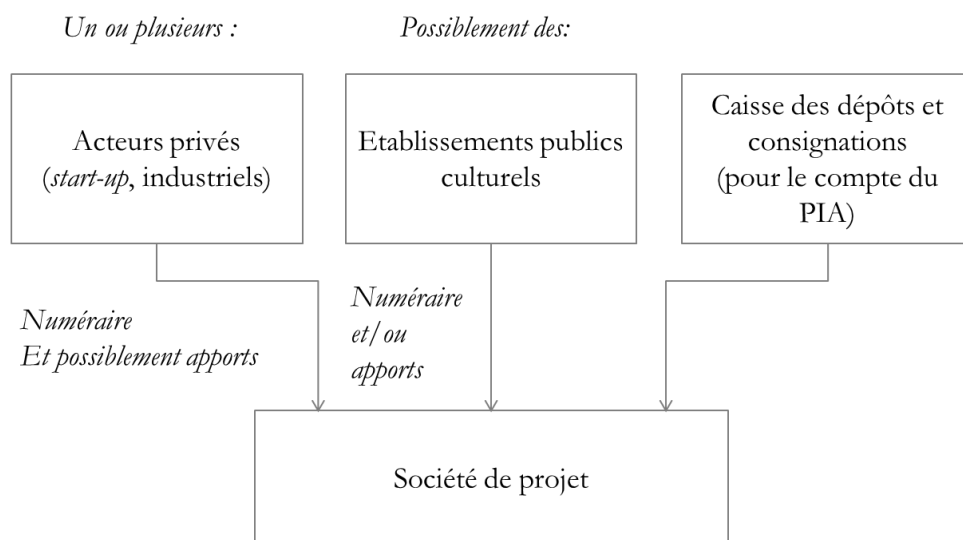 Un ou plusieurs :
Possiblement des:
Acteurs privés
(start-up, industriels)
Etablissements publics
culturels
Caisse des dépôts et
consignations
(pour le compte du
PIA)
Numéraire
Et possiblement apports
Numéraire
et/ou
apports
Société de projet